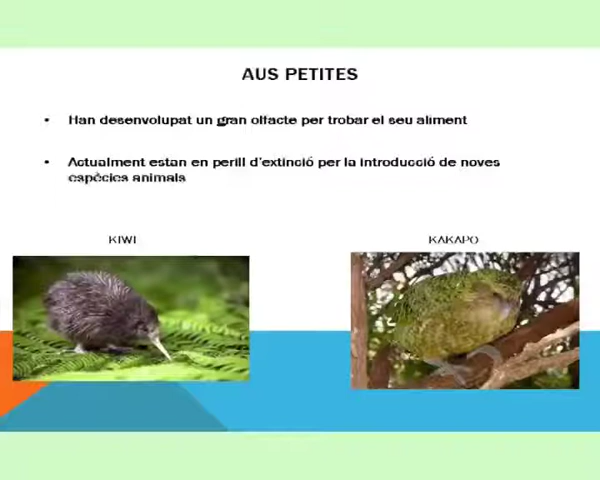 AUS PETITES
• Han desenvolupat un gran olfacte per trobar el seu aliment
• Actualment estan en perill d'extinció per la introducció de noves
espècies animals
KIWI
KAKAPO